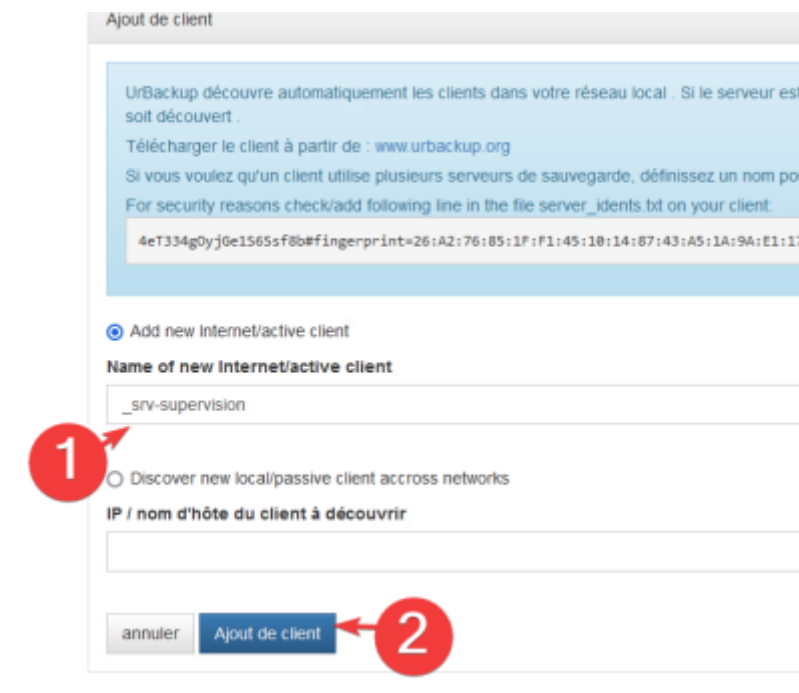 Ajout de client
UrBackup découvre automatiquement les clients dans votre réseau local . Si le serveur est
soit découvert .
Télécharger le client à partir de : www.urbackup.org
Si vous voulez qu'un client utilise plusieurs serveurs de sauvegarde, définissez un nom po
For security reasons check/add following line in the file server_idents.txt on your client:
4eT334gOyjGe1S65sf8b#fingerprint=26:A2:76:85:1F:F1:45:10:14:87:43:A5:1A:9A:E1:17
Add new Internet/active client
Name of new Internet/active client
_srv-supervision
1
Discover new local/passive client accross networks
IP / nom d'hôte du client à découvrir
annuler
Ajout de client
2